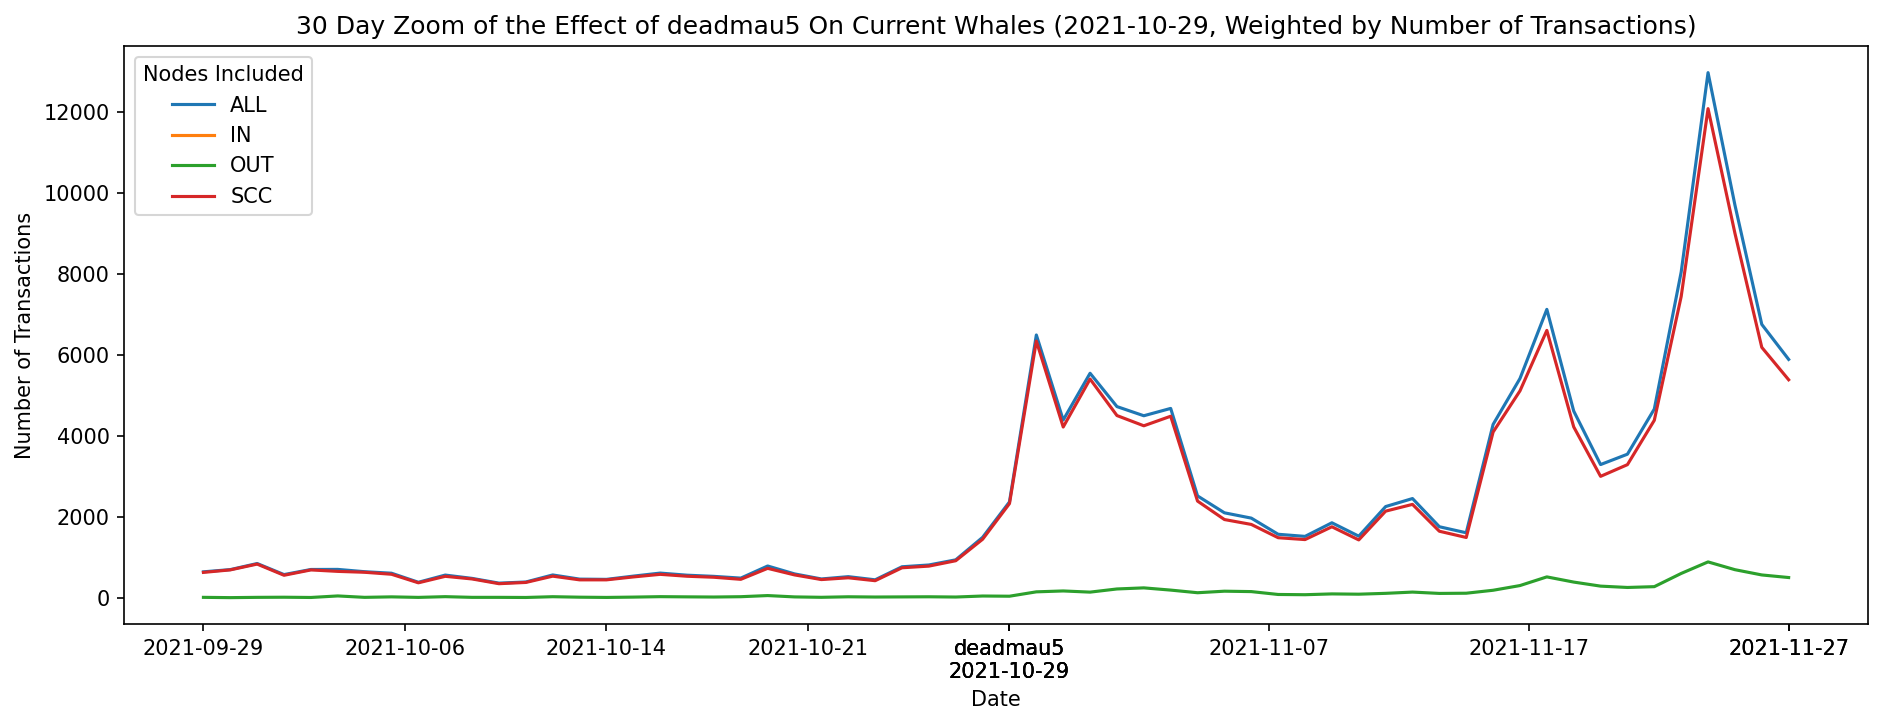 30 Day Zoom of the Effect of deadmau5 On Current Whales (2021-10-29, Weighted by Number of Transactions)
Nodes Included
ALL
IN
OUT
SCC
Number of Transactions
12000
10000
8000
6000
4000
2000
0
2021-09-29
2021-10-06
2021-10-14
2021-10-21
deadmau5
2021-10-29
2021-11-07
2021-11-17
2021-11-27
Date